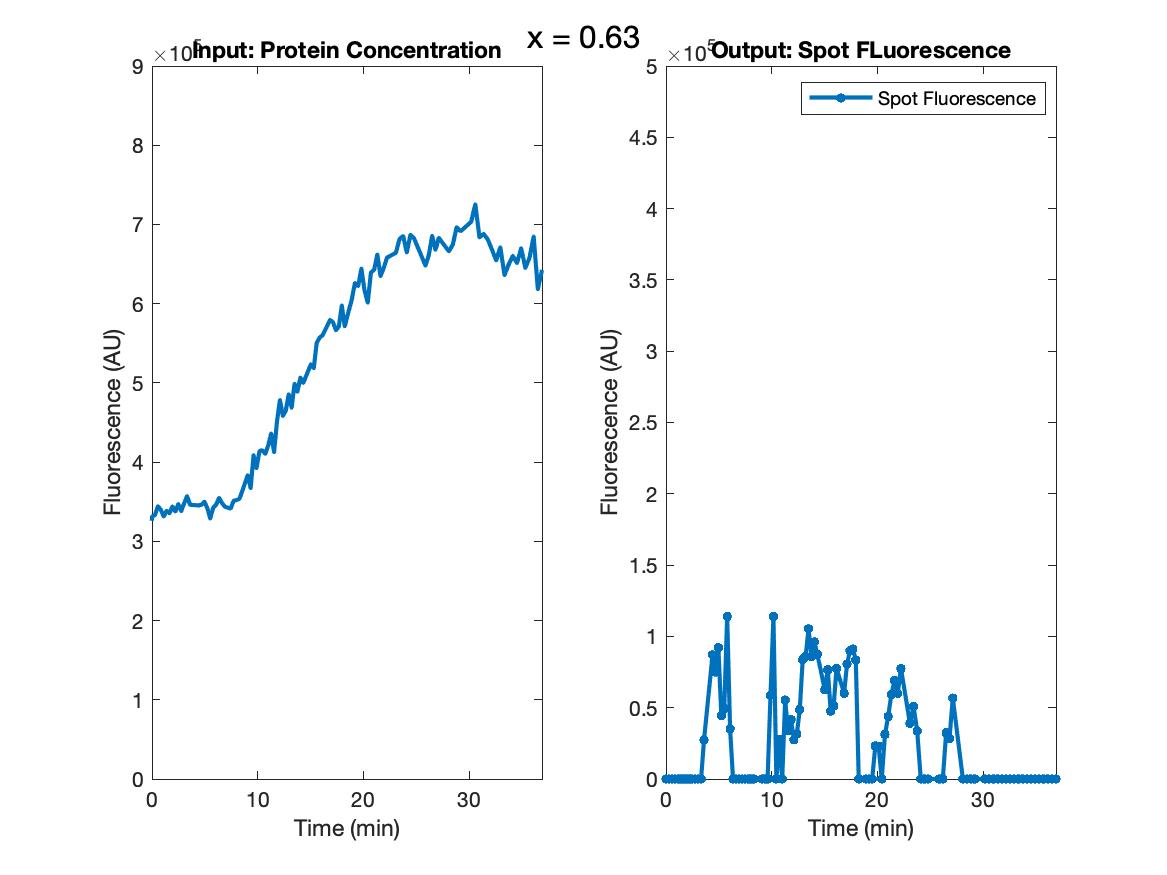 x = 0.63
×10⁵
Input: Protein Concentration
9
8
7
6
5
4
3
2
1
0
Fluorescence (AU)
0 10 20 30
Time (min)
×10⁵
Output: Spot FLuorescence
Spot Fluorescence
5
4.5
4
3.5
3
2.5
2
1.5
1
0.5
0
Fluorescence (AU)
0 10 20 30
Time (min)